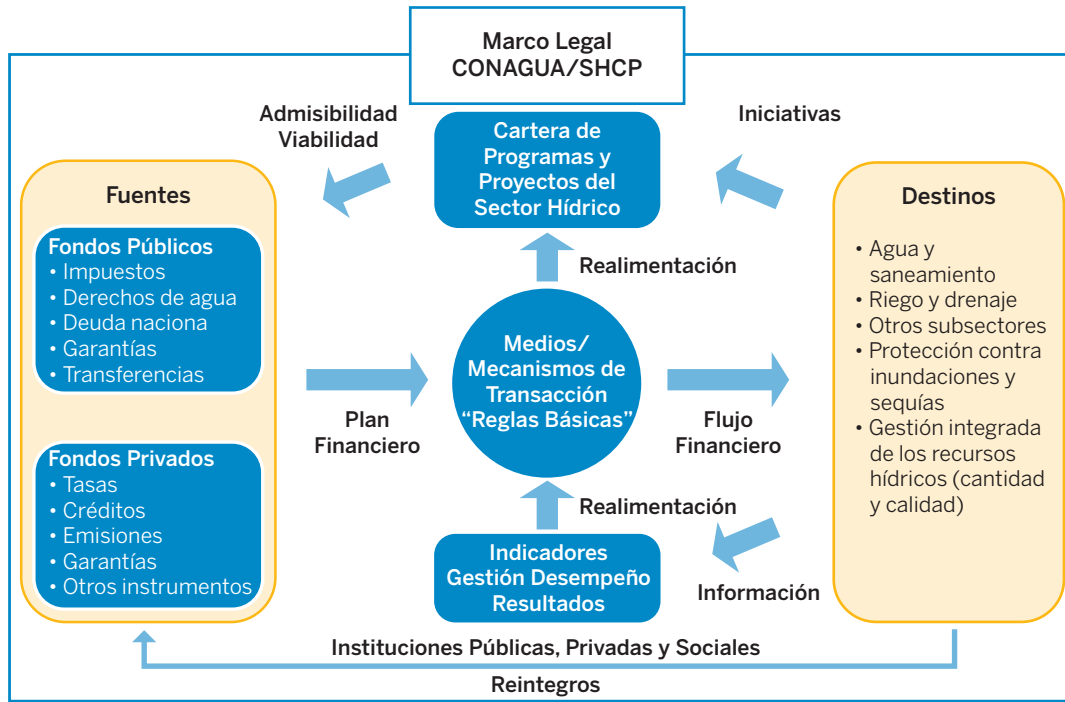 Marco Legal
CONAGUA/SHCP
Admisibilidad
Viabilidad
Cartera de
Programas y
Proyectos del
Sector Hídrico
Iniciativas
Fuentes
Fondos Públicos
• Impuestos
• Derechos de agua
• Deuda naciona
• Garantías
• Transferencias
Fondos Privados
• Tasas
• Créditos
• Emisiones
• Garantías
• Otros instrumentos
Plan
Financiero
Realimentación
Medios/
Mecanismos de
Transacción
“Reglas Básicas”
Realimentación
Indicadores
Gestión Desempeño
Resultados
Flujo
Financiero
Información
Destinos
• Agua y
saneamiento
• Riego y drenaje
• Otros subsectores
• Protección contra
inundaciones y
sequías
• Gestión integrada
de los recursos
hídricos (cantidad
y calidad)
Instituciones Públicas, Privadas y Sociales
Reintegros